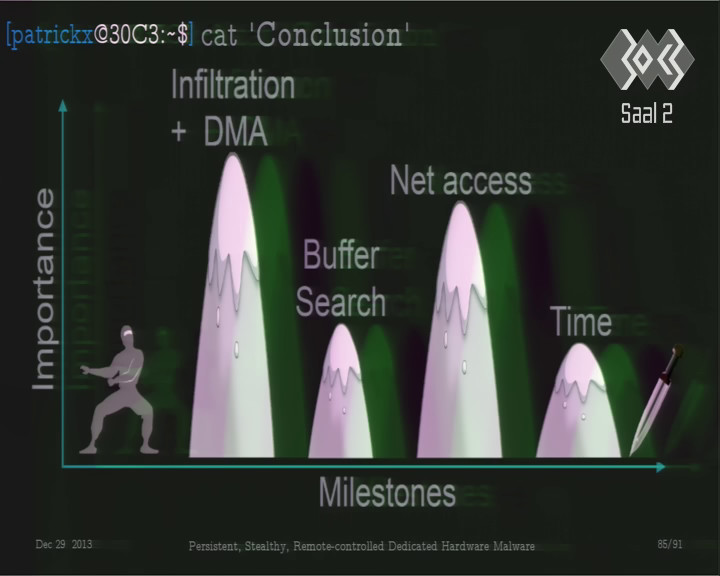 [patrickx@30C3:~$] cat 'Conclusion'
Saal 2
Infiltration
+ DMA
Net access
Buffer
Search
Time
Importance
Milestones
Dec 29 2013
Persistent, Stealthy, Remote-controlled Dedicated Hardware Malware
85/91